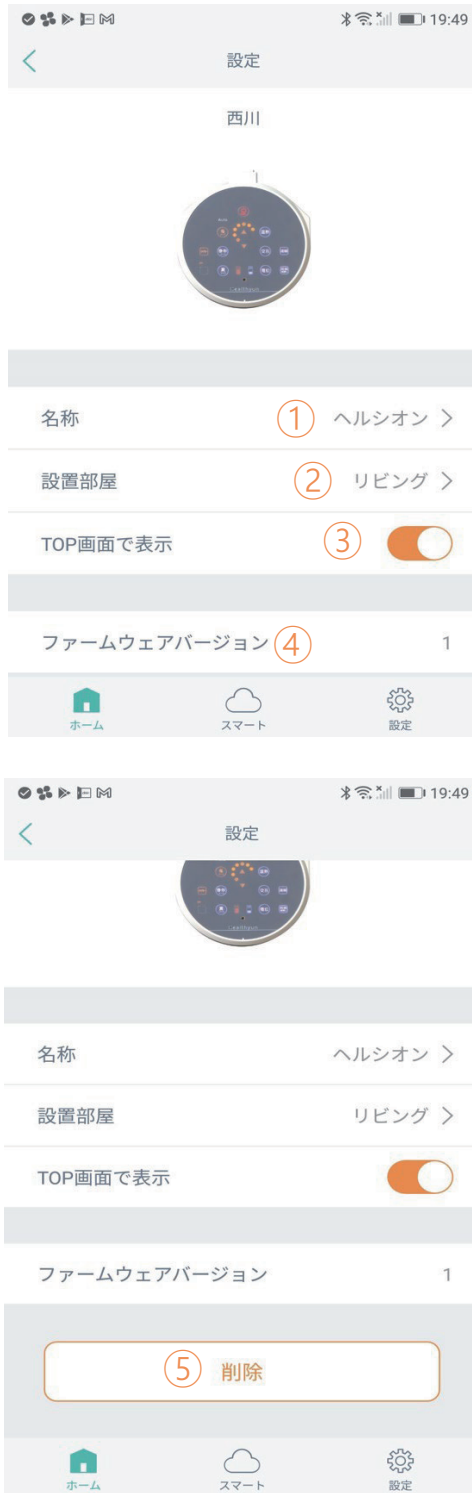 19:49
設定
西川
名称 ① ヘルシオン
設置部屋 ② リビング
TOP画面で表示 ③
ファームウェアバージョン ④ 1
ホーム スマート 設定
19:49
設定
名称 ヘルシオン
設置部屋 リビング
TOP画面で表示
ファームウェアバージョン 1
⑤ 削除
ホーム スマート 設定